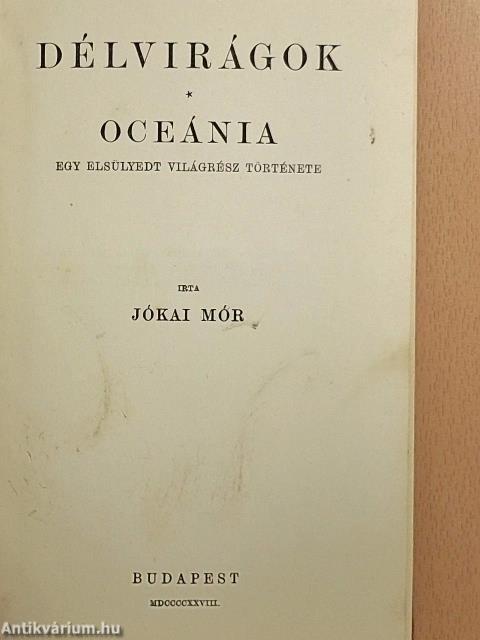 DÉLVIRÁGOK
*
OCEÁNIA
EGY ELSÜLYEDT VILÁGRÉSZ TÖRTÉNETE
IRTA
JÓKAI MÓR
BUDAPEST
MDCCCCXXVIII.
Antikvárium.hu